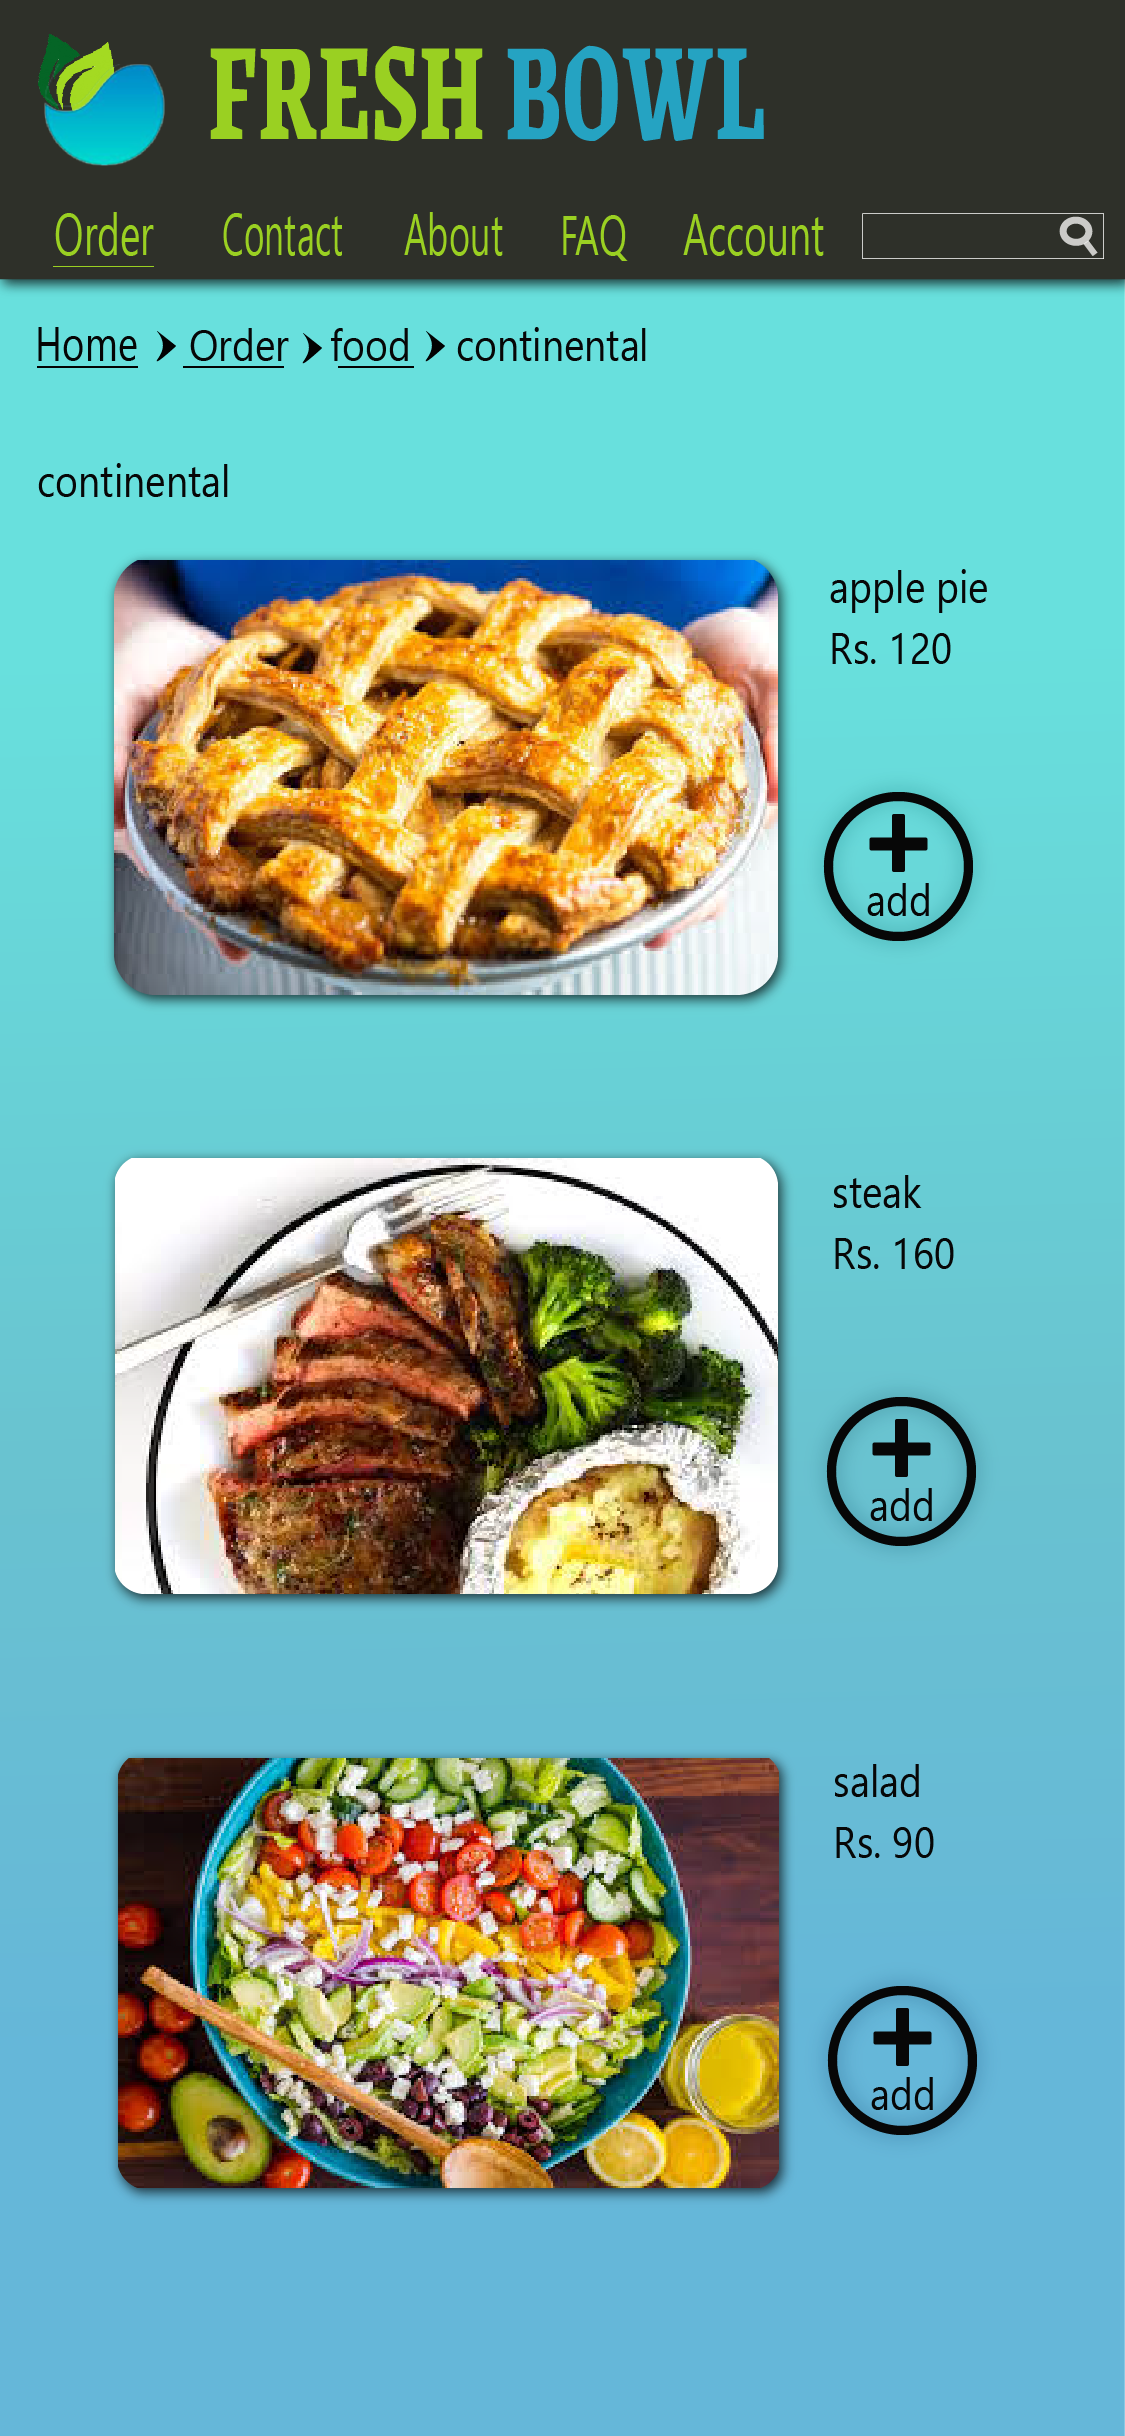 FRESH BOWL
Order Contact About FAQ Account
Home Order food continental
continental
apple pie
Rs. 120
add
steak
Rs. 160
add
salad
Rs. 90
add